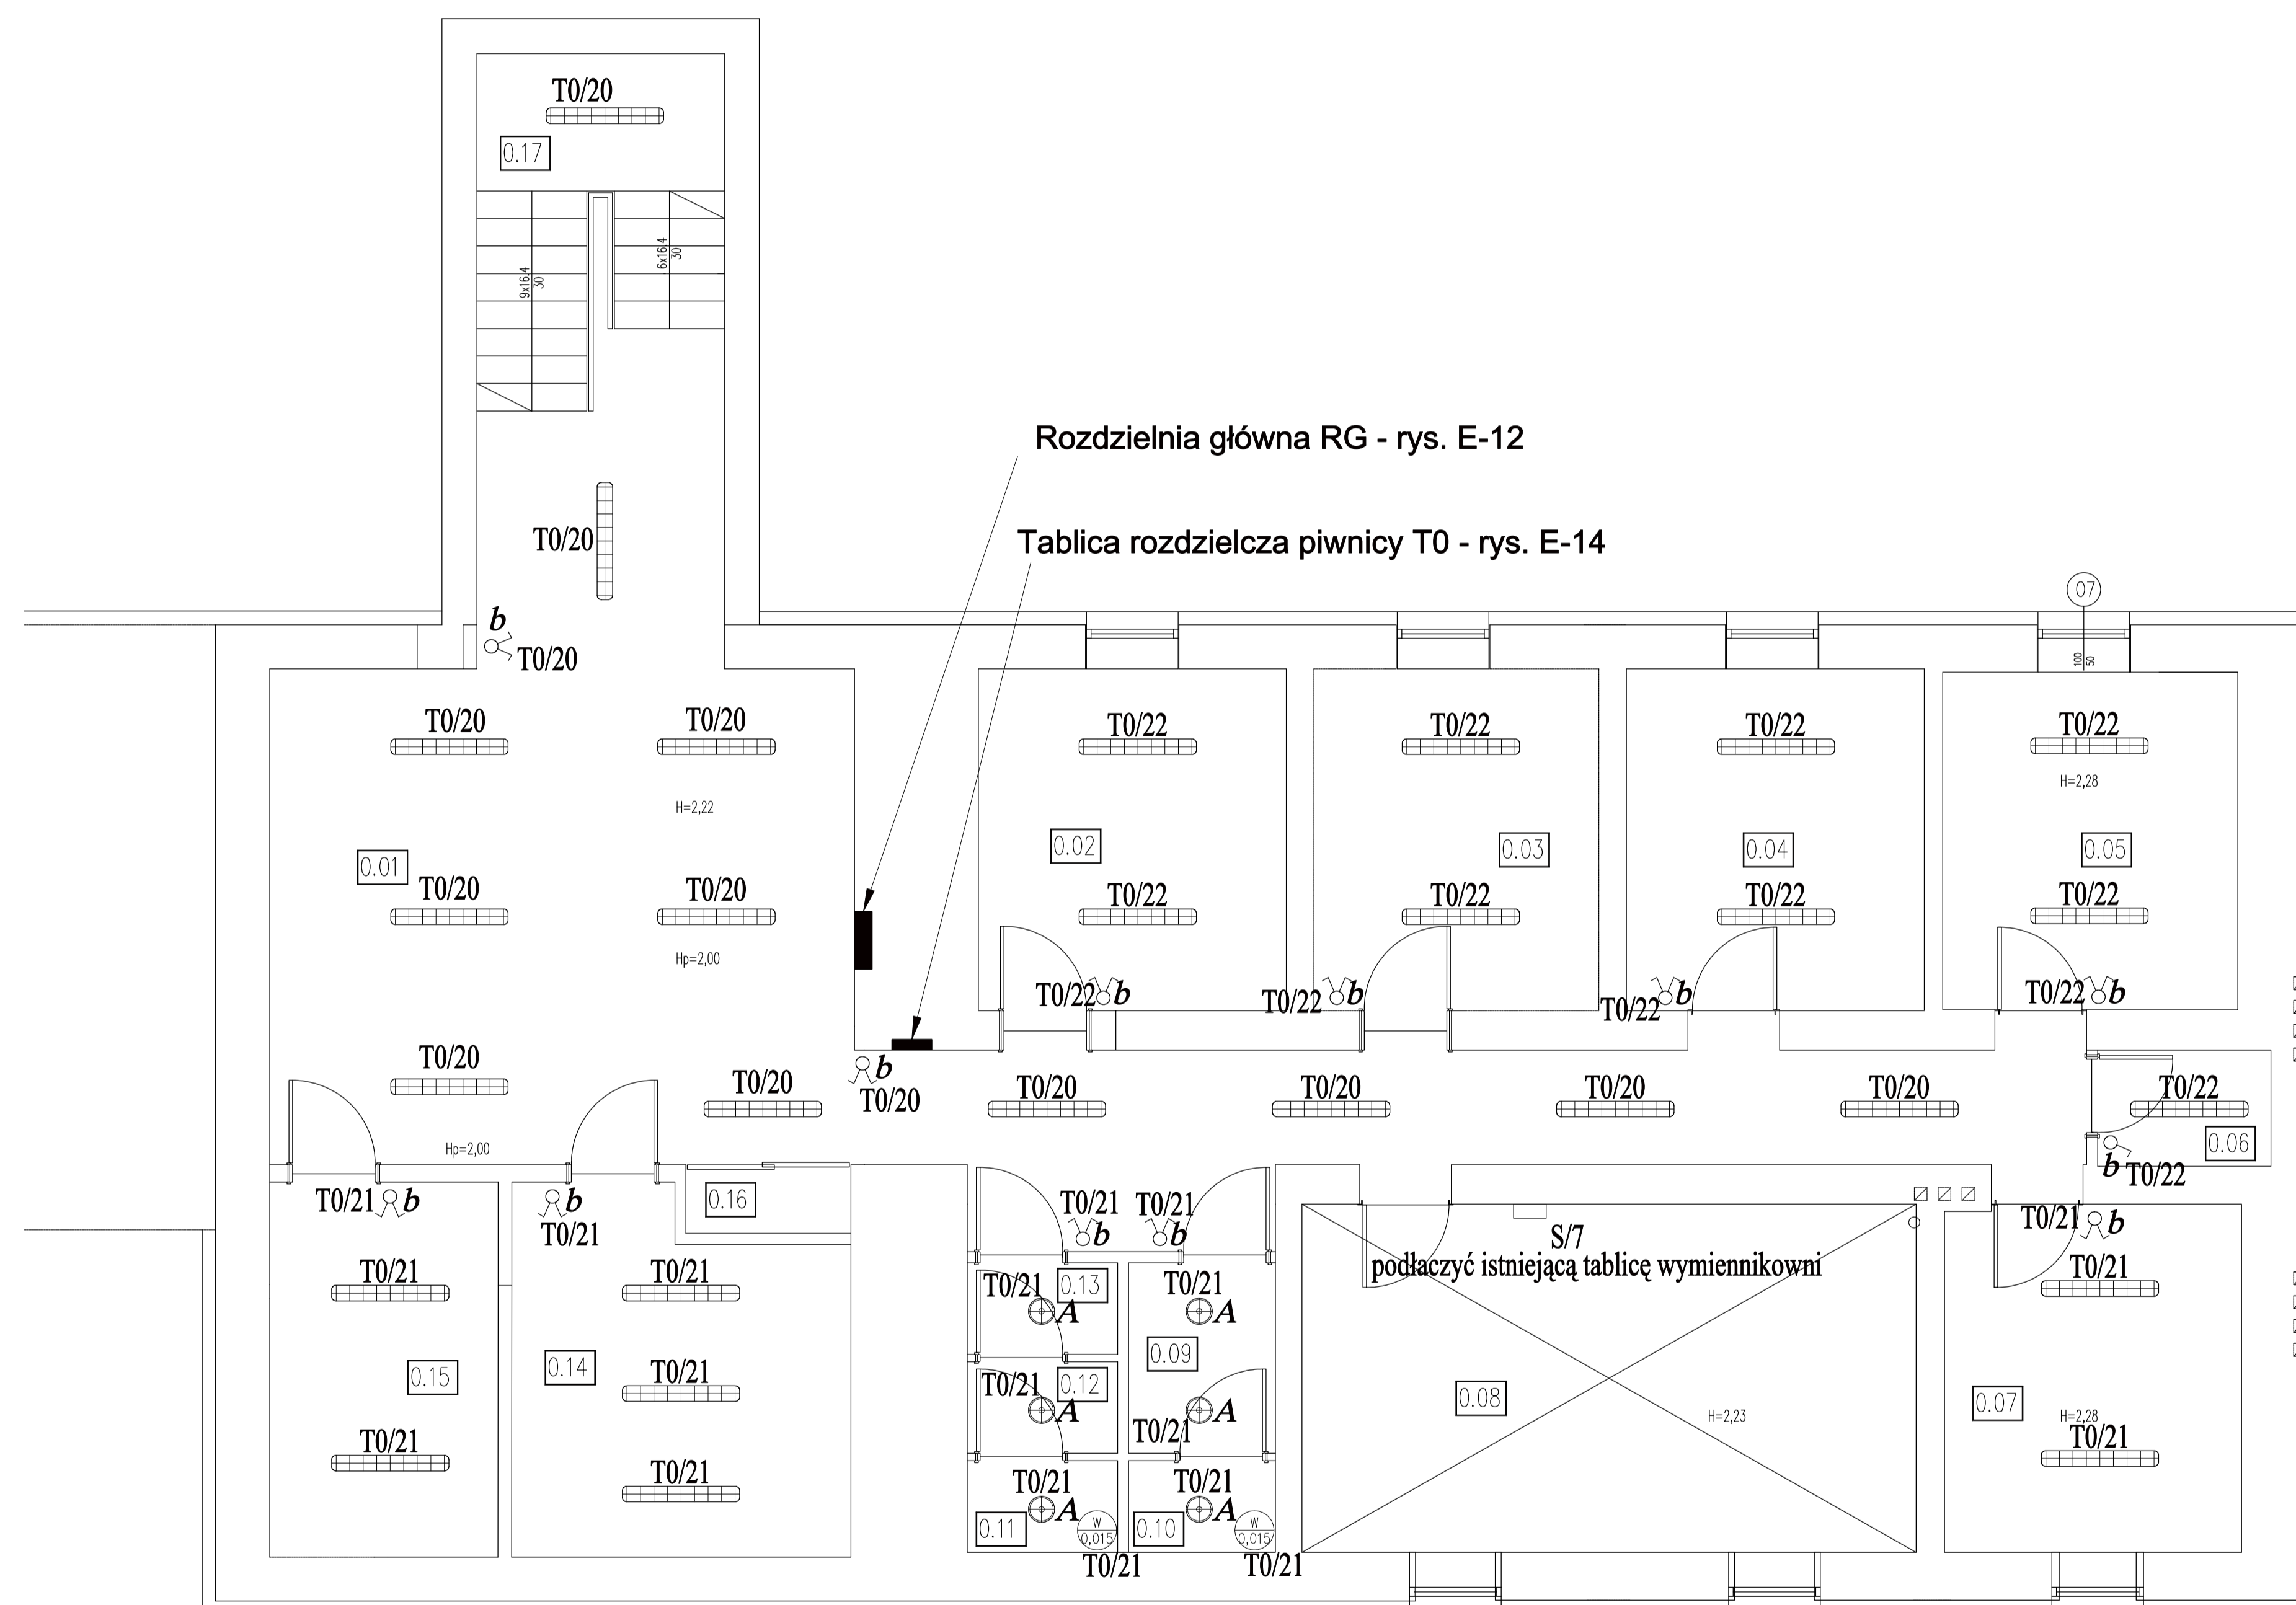 T0/20
0.17
9x16.4
30
6x16.4
30
Rozdzielnia główna RG - rys. E-12
T0/20
Tablica rozdzielcza piwnicy T0 - rys. E-14
07
b
T0/20
100
50
T0/20
T0/20
T0/22
T0/22
T0/22
T0/22
H=2,22
H=2,28
0.01
0.02
0.03
0.04
0.05
T0/20
T0/20
T0/22
T0/22
T0/22
T0/22
Hp=2,00
T0/22 b
T0/22 b
T0/22 b
T0/22 b
T0/20
T0/20
b
T0/20
T0/20
T0/20
T0/20
T0/20
T0/22
0.06
b T0/22
Hp=2,00
T0/21 b
b
T0/21
0.16
T0/21
b
T0/21
b
T0/21 b
S/7
podłaczyć istniejącą tablicę wymiennikowni
T0/21
T0/21
T0/21
A
0.13
T0/21
A
T0/21
0.15
0.14
T0/21
T0/21
A
0.12
0.09
A
T0/21
0.08
H=2,23
0.07
H=2,28
T0/21
T0/21
T0/21
T0/21
A
T0/21
A
0.11
W
0,015
0.10
W
0,015
T0/21
T0/21